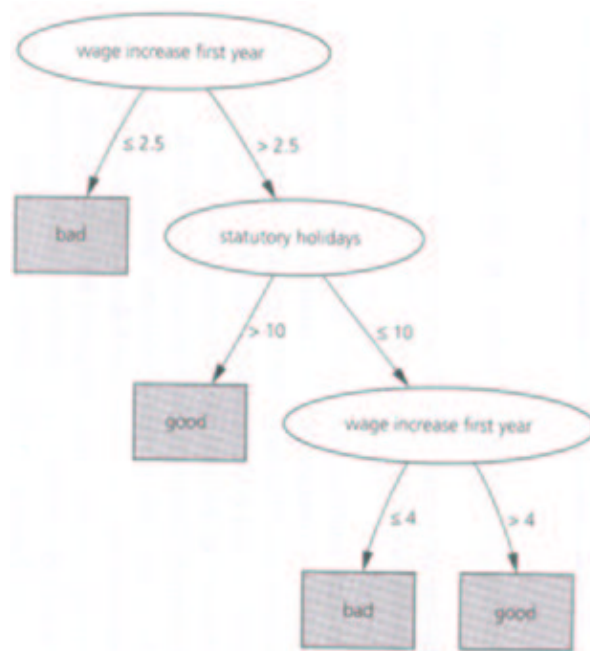 wage increase first year
≤ 2.5
> 2.5
bad
statutory holidays
> 10
≤ 10
good
wage increase first year
≤ 4
> 4
bad
good